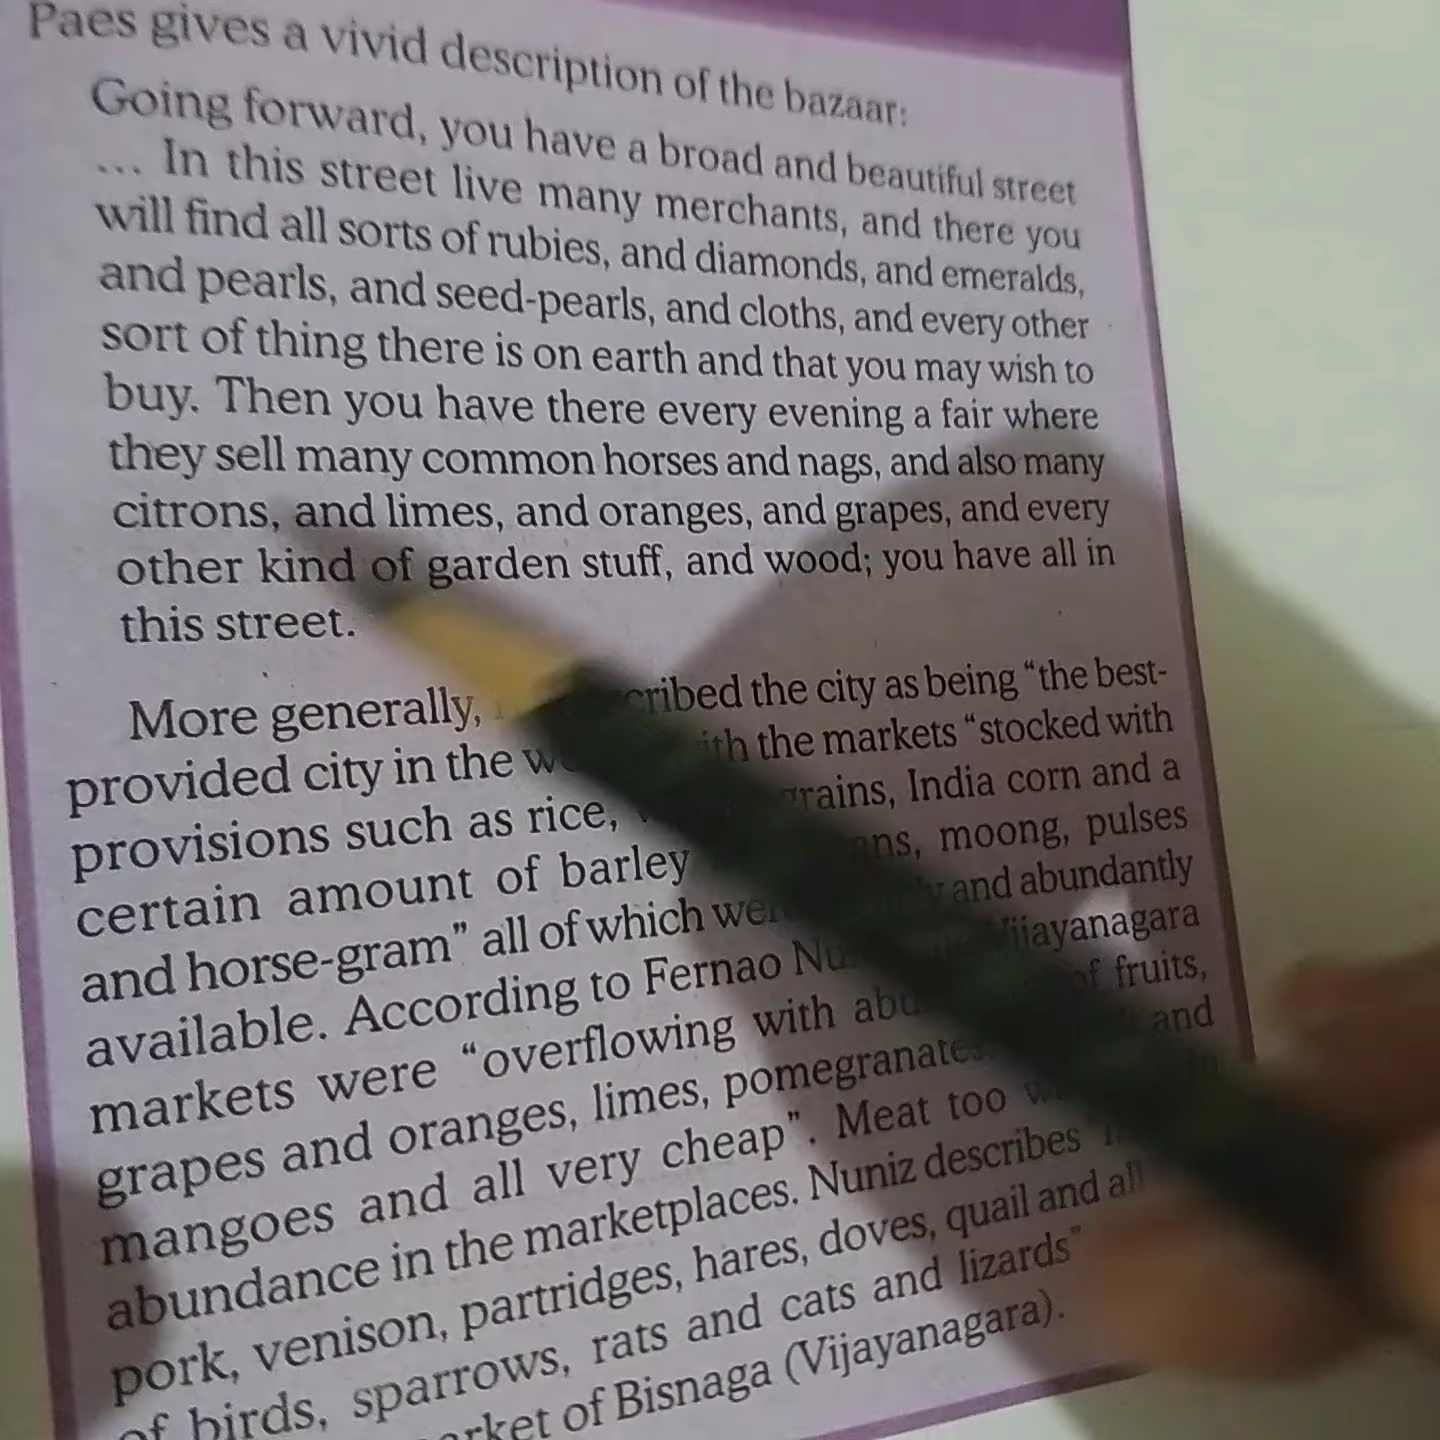 Paes gives a vivid description of the bazaar:
Going forward, you have a broad and beautiful street
... In this street live many merchants, and there you
will find all sorts of rubies, and diamonds, and emeralds,
and pearls, and seed-pearls, and cloths, and every other
sort of thing there is on earth and that you may wish to
buy. Then you have there every evening a fair where
they sell many common horses and nags, and also many
citrons, and limes, and oranges, and grapes, and every
other kind of garden stuff, and wood; you have all in
this street.
More generally, the city as being “the best-
provided city in the the markets “stocked with
provisions such as rice, India corn and a
certain amount of barley moong, pulses
and horse-gram” all of which and abundantly
available. According to Fernao Vijayanagara
markets were “overflowing with of fruits,
grapes and oranges, limes, pomegranates and
mangoes and all very cheap”. Meat too
abundance in the marketplaces. Nuniz describes
pork, venison, partridges, hares, doves, quail and all
of birds, sparrows, rats and cats and lizards”
of Bisnaga (Vijayanagara).